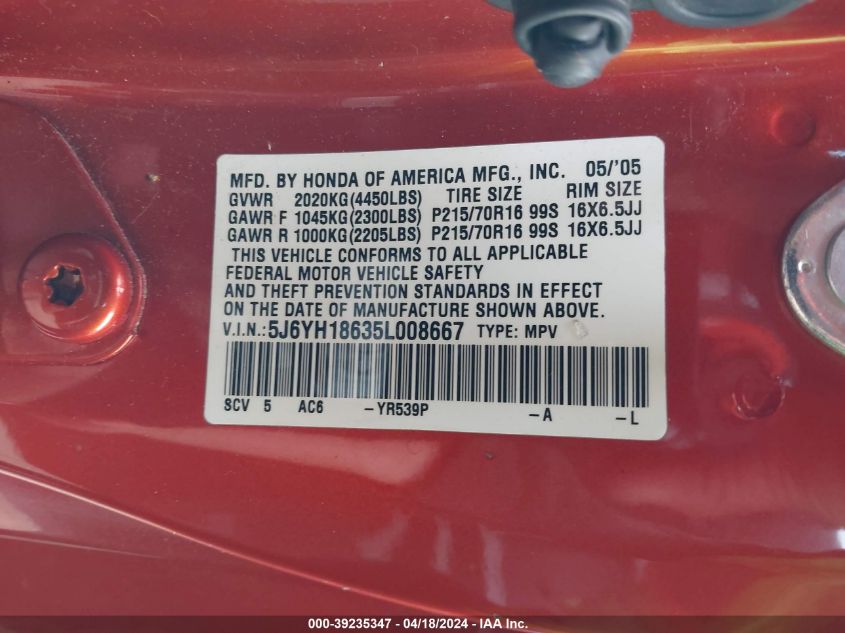 MFD. BY HONDA OF AMERICA MFG., INC. 05/'05
GVWR 2020KG(4450LBS) TIRE SIZE RIM SIZE
GAWR F 1045KG(2300LBS) P215/70R16 99S 16X6.5JJ
GAWR R 1000KG(2205LBS) P215/70R16 99S 16X6.5JJ
THIS VEHICLE CONFORMS TO ALL APPLICABLE
FEDERAL MOTOR VEHICLE SAFETY
AND THEFT PREVENTION STANDARDS IN EFFECT
ON THE DATE OF MANUFACTURE SHOWN ABOVE.
V.I.N.:5J6YH18635L008667 TYPE: MPV
SCV 5 AC6 -YR539P -A -L
000-39235347 - 04/18/2024 - IAA Inc.